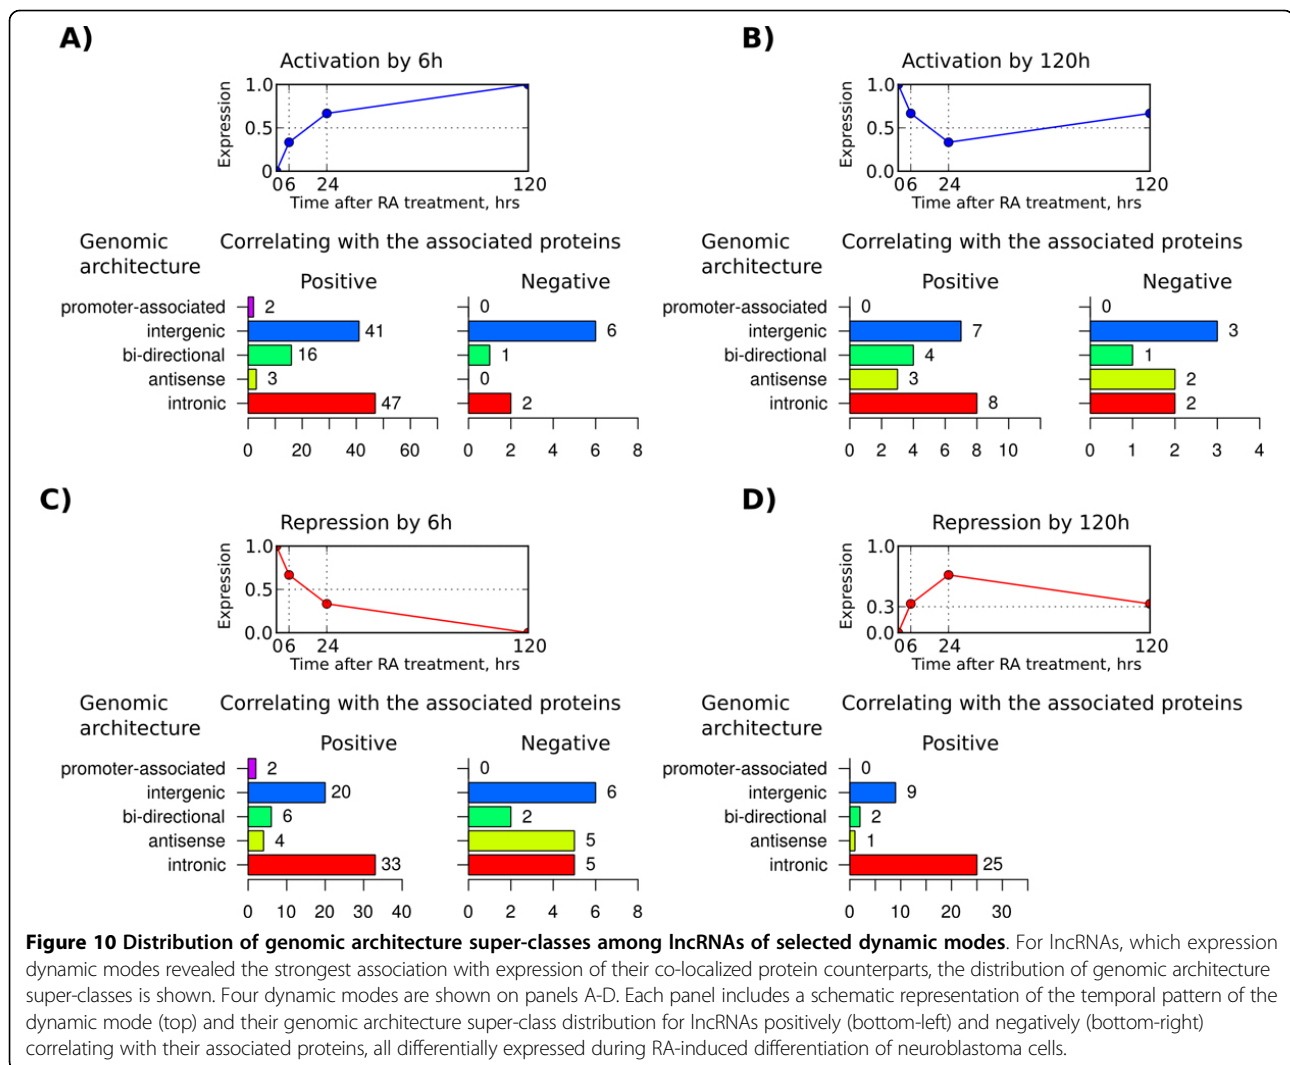 A)
Activation by 6h
Expression
1.0
0.5
0
0 6 24 120
Time after RA treatment, hrs
Genomic architecture
Correlating with the associated proteins
Positive
Negative
promoter-associated 2 0
intergenic 41 6
bi-directional 16 1
antisense 3 0
intronic 47 2
0 20 40 60
0 2 4 6 8
B)
Activation by 120h
Expression
1.0
0.5
0.0
0 6 24 120
Time after RA treatment, hrs
Genomic architecture
Correlating with the associated proteins
Positive
Negative
promoter-associated 0 0
intergenic 7 3
bi-directional 4 1
antisense 3 2
intronic 8 2
0 2 4 6 8 10
0 1 2 3 4
C)
Repression by 6h
Expression
1.0
0.5
0.0
0 6 24 120
Time after RA treatment, hrs
Genomic architecture
Correlating with the associated proteins
Positive
Negative
promoter-associated 2 0
intergenic 20 6
bi-directional 6 2
antisense 4 5
intronic 33 5
0 10 20 30 40
0 2 4 6 8
D)
Repression by 120h
Expression
1.0
0.3
0.0
0 6 24 120
Time after RA treatment, hrs
Genomic architecture
Correlating with the associated proteins
Positive
promoter-associated 0
intergenic 9
bi-directional 2
antisense 1
intronic 25
0 10 20 30
Figure 10 Distribution of genomic architecture super-classes among lncRNAs of selected dynamic modes. For lncRNAs, which expression
dynamic modes revealed the strongest association with expression of their co-localized protein counterparts, the distribution of genomic architecture
super-classes is shown. Four dynamic modes are shown on panels A-D. Each panel includes a schematic representation of the temporal pattern of the
dynamic mode (top) and their genomic architecture super-class distribution for lncRNAs positively (bottom-left) and negatively (bottom-right)
correlating with their associated proteins, all differentially expressed during RA-induced differentiation of neuroblastoma cells.